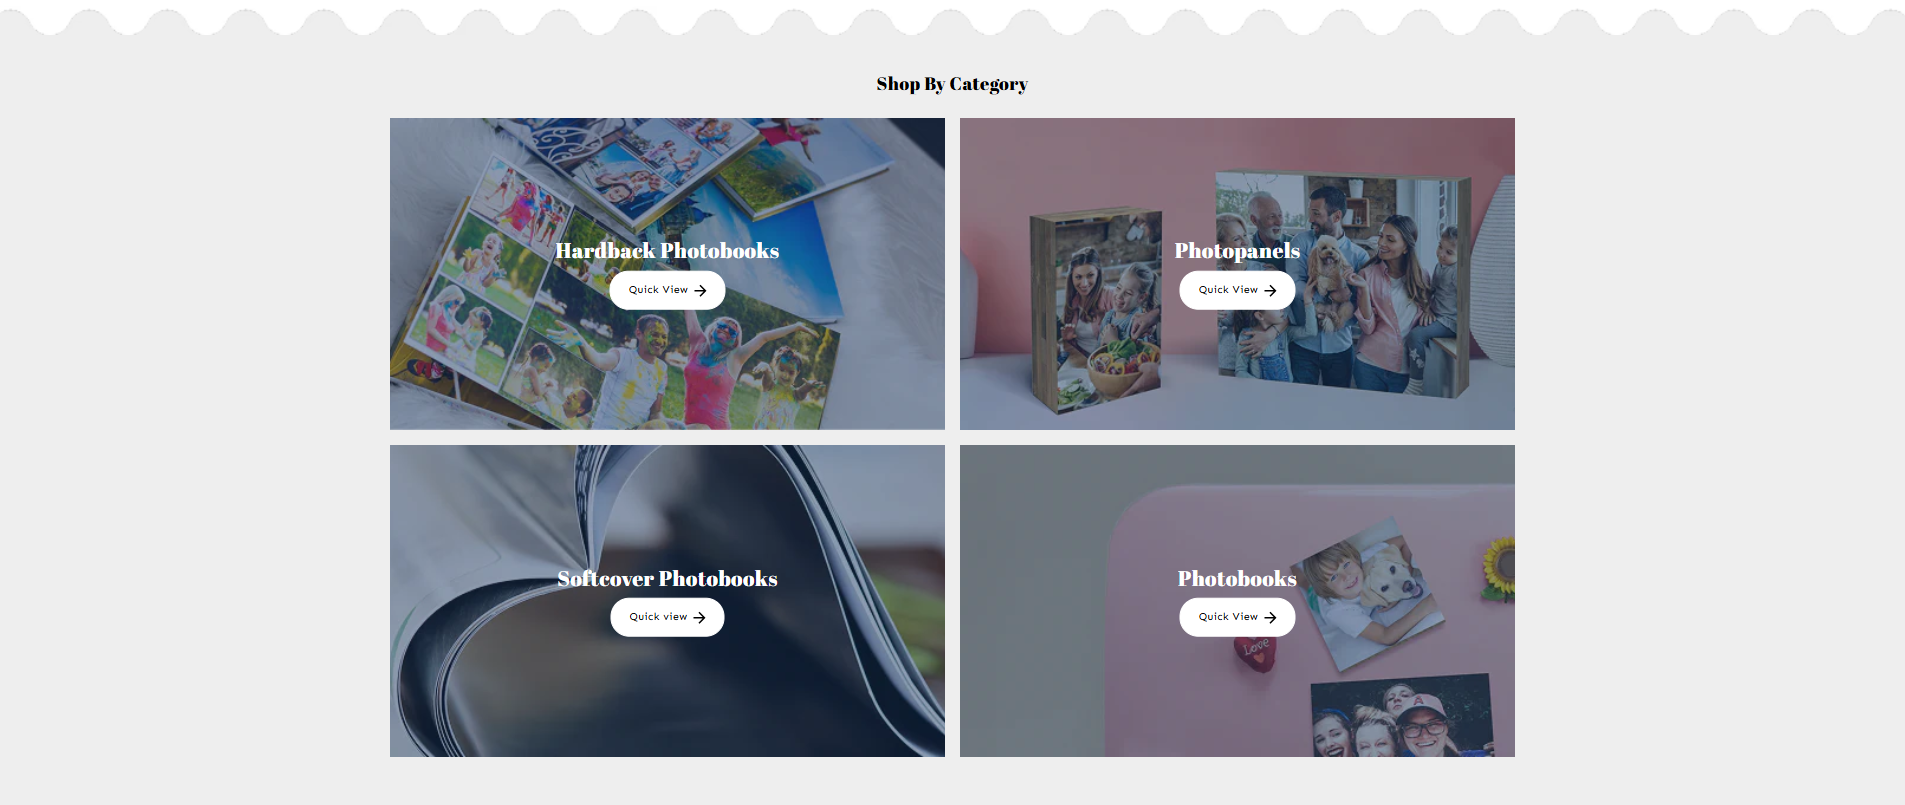 Shop By Category
Hardback Photobooks
Quick View
Photopanels
Quick View
Softcover Photobooks
Quick view
Photobooks
Quick View
Love
A